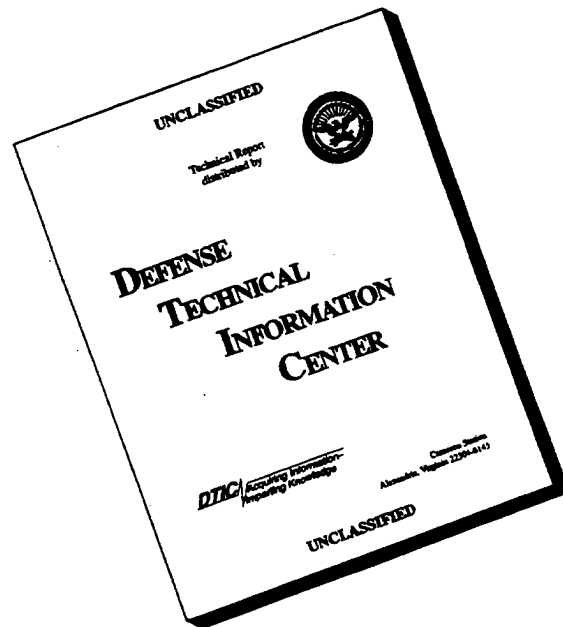 UNCLASSIFIED
Technical Report
distributed by
DEFENSE
TECHNICAL
INFORMATION
CENTER
DTIC
Acquiring Information-
Imparting Knowledge
Cameron Station
Alexandria, Virginia 22304-6145
UNCLASSIFIED